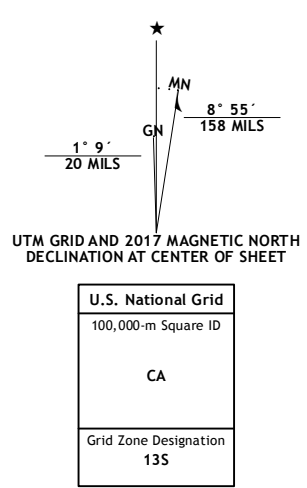 MN
GN
8° 55´
158 MILS
1° 9´
20 MILS
UTM GRID AND 2017 MAGNETIC NORTH
DECLINATION AT CENTER OF SHEET
U.S. National Grid
100,000-m Square ID
CA
Grid Zone Designation
13S